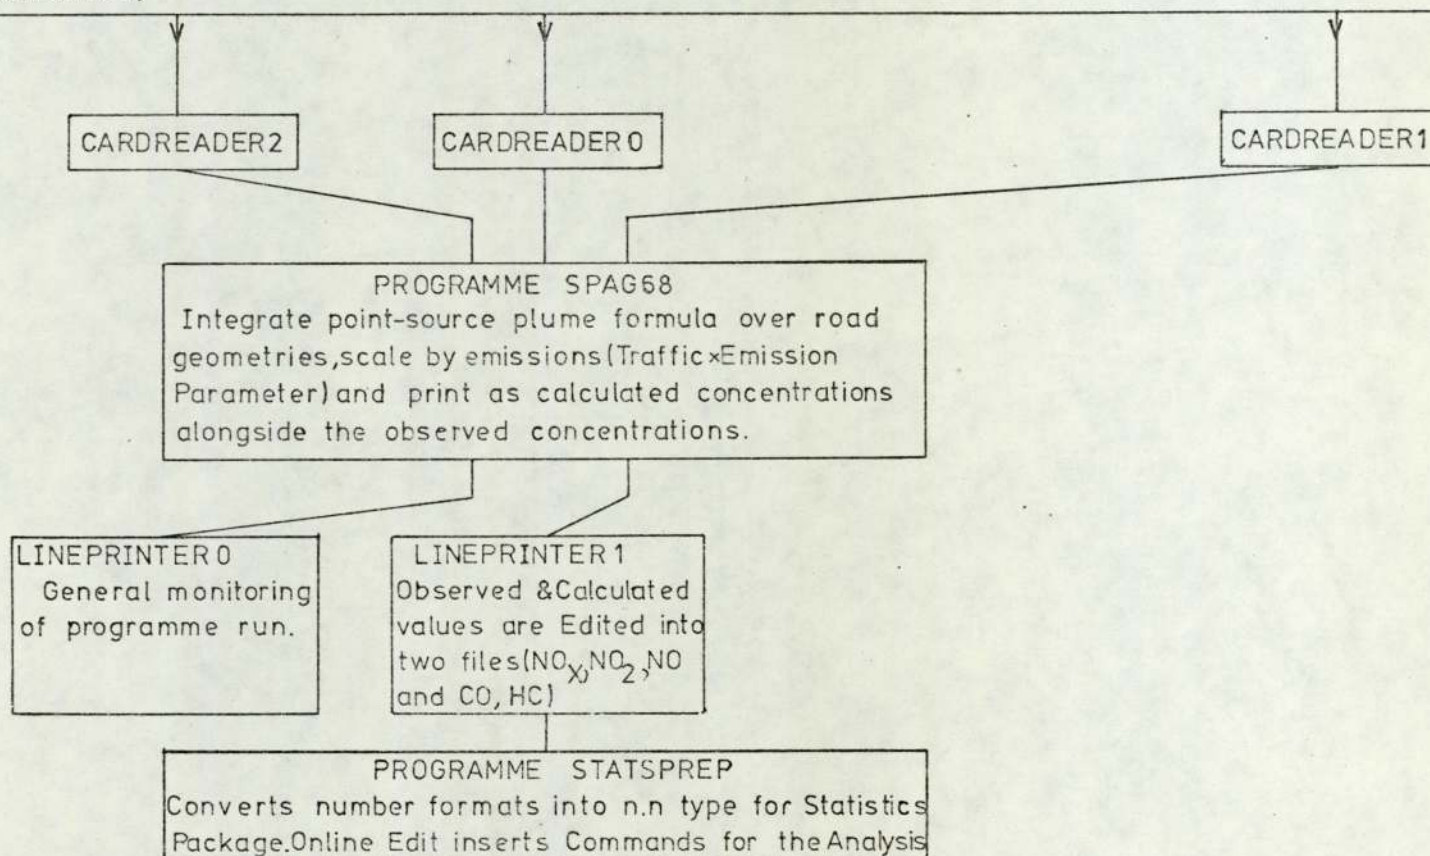 CARDREADER2
CARDREADER0
CARDREADER1
PROGRAMME SPAG68
Integrate point-source plume formula over road
geometries,scale by emissions(Traffic×Emission
Parameter) and print as calculated concentrations
alongside the observed concentrations.
LINEPRINTER0
General monitoring
of programme run.
LINEPRINTER1
Observed &Calculated
values are Edited into
two files(NOX,NO2,NO
and CO,HC)
PROGRAMME STATSPREP
Converts number formats into n.n type for Statistics
Package.Online Edit inserts Commands for the Analysis